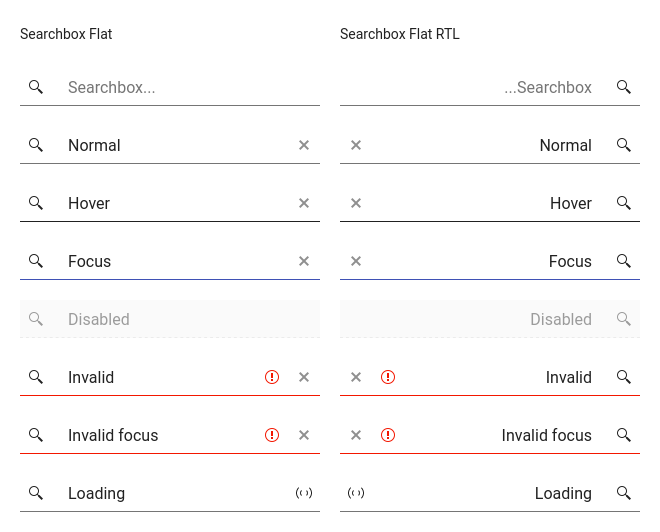 Searchbox Flat
Searchbox...
Normal
Hover
Focus
Disabled
Invalid
Invalid focus
Loading
Searchbox Flat RTL
...Searchbox
Normal
Hover
Focus
Disabled
Invalid
Invalid focus
Loading